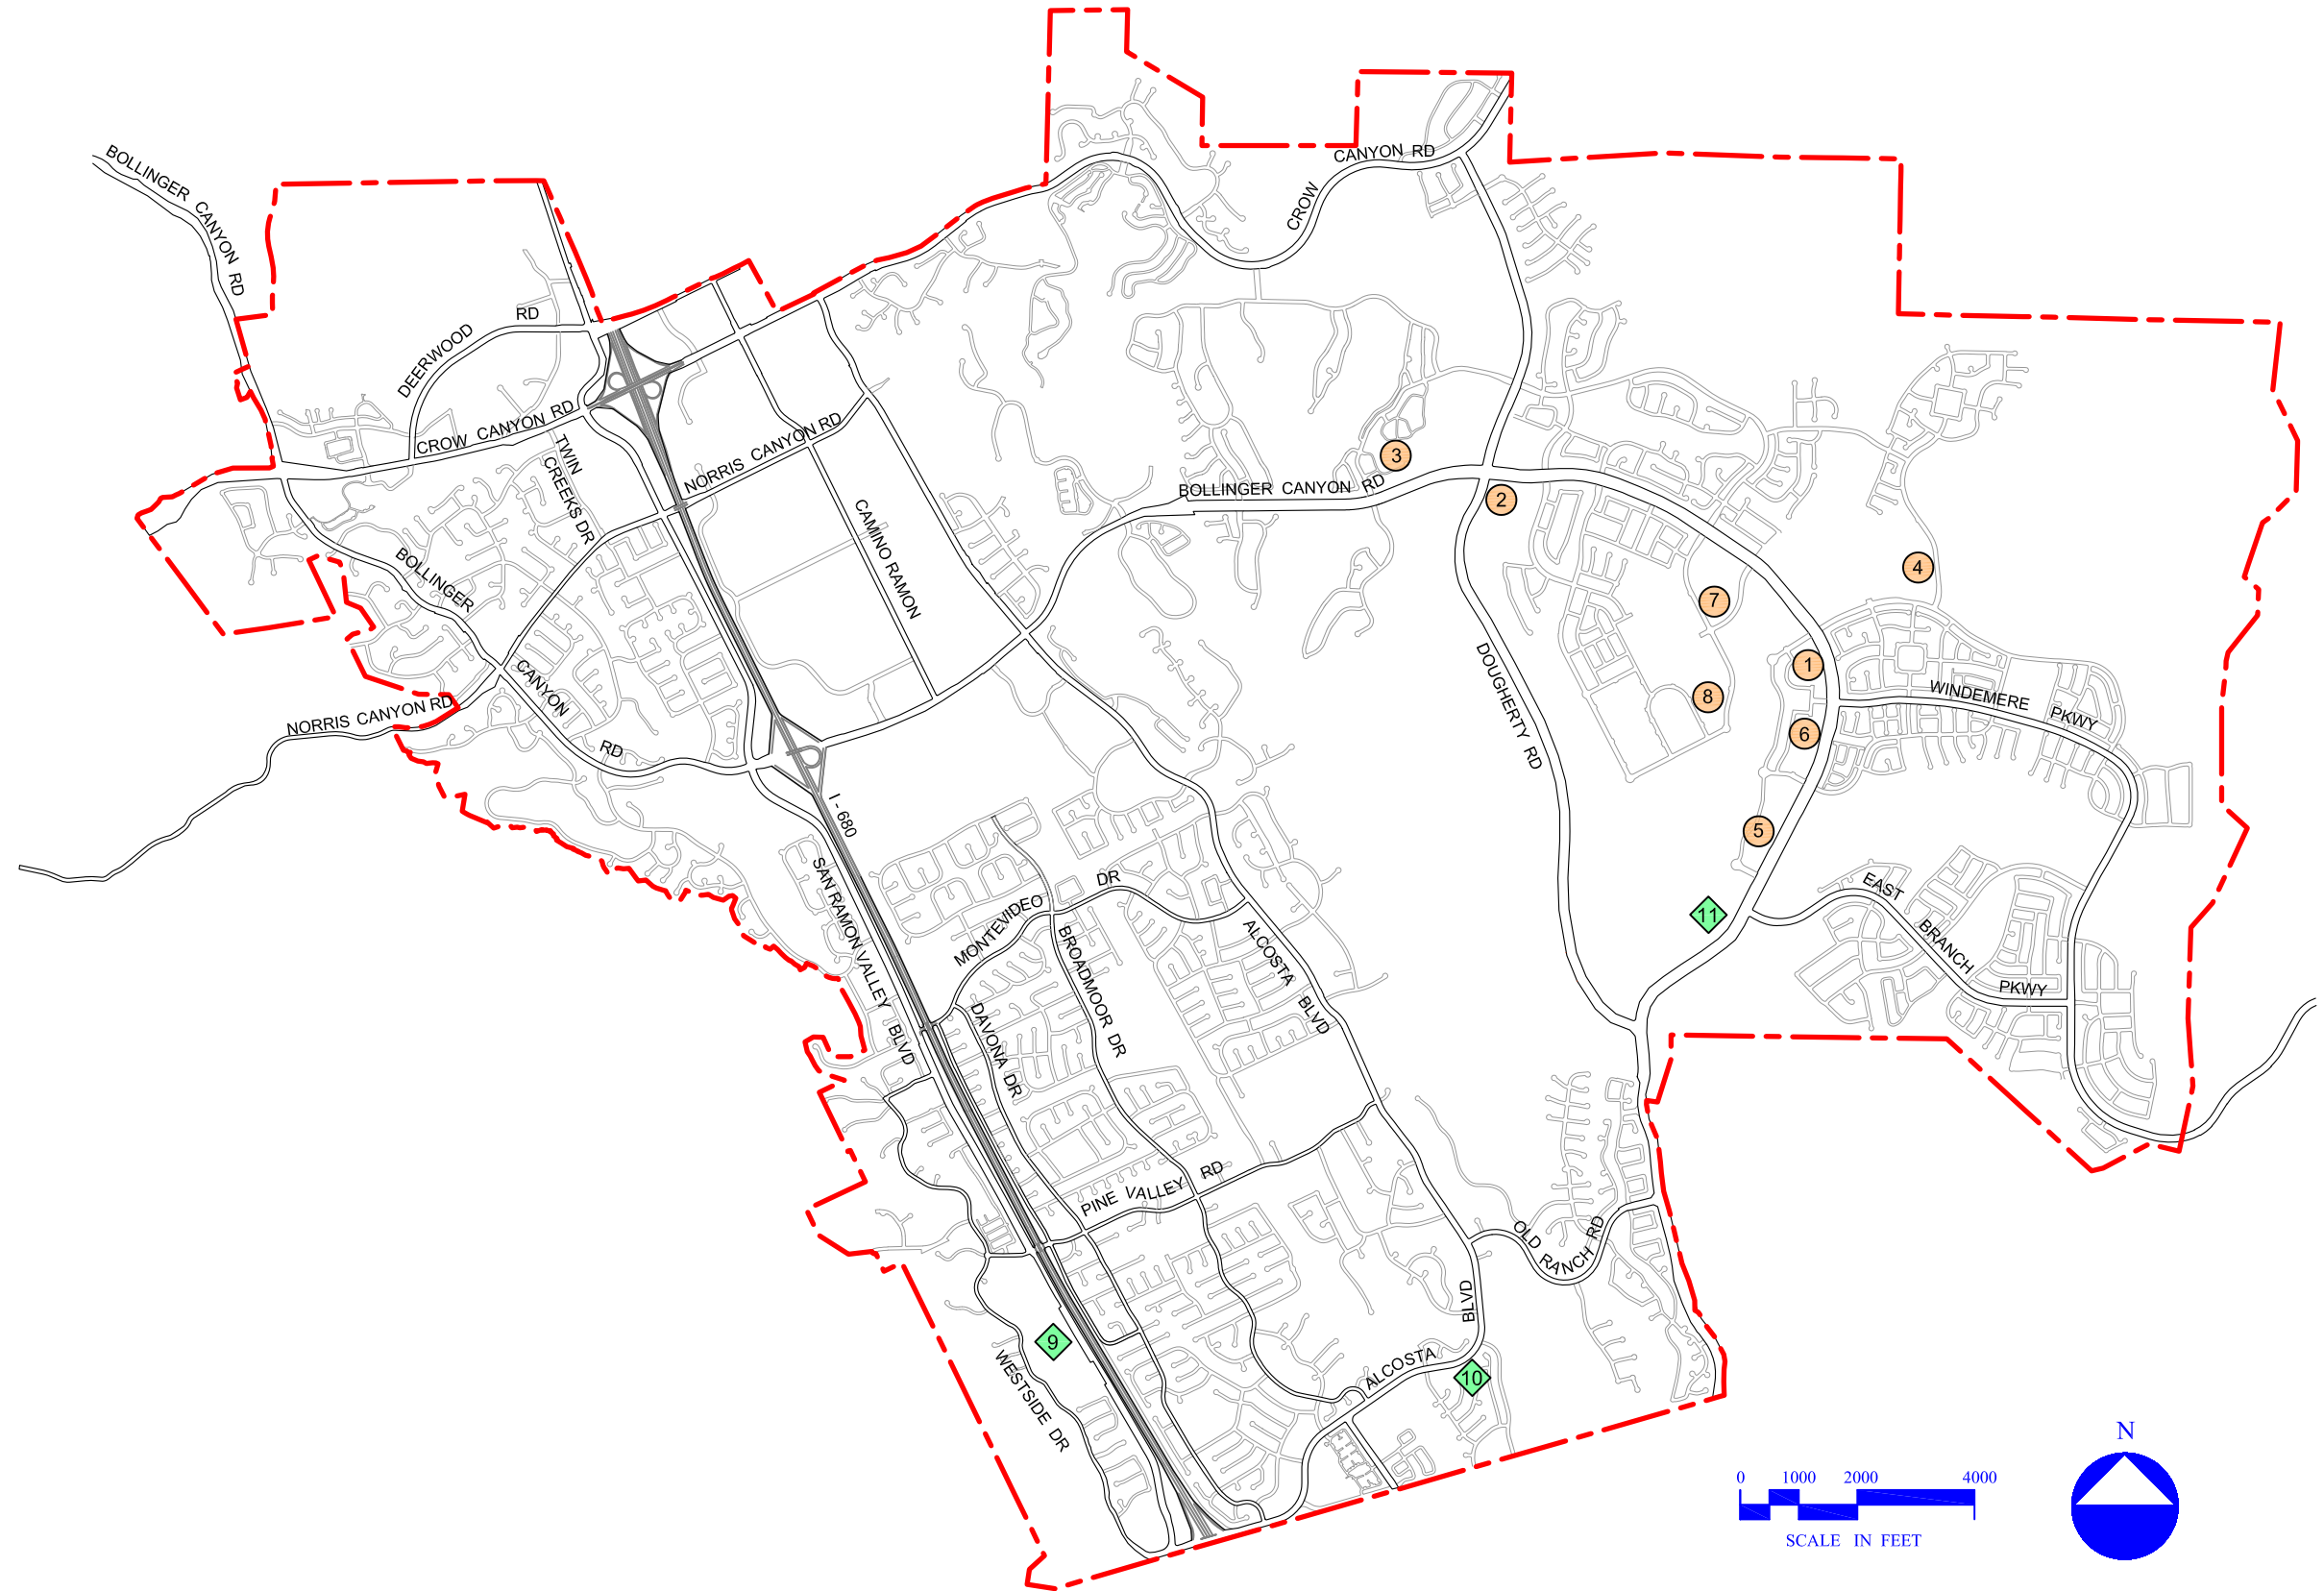 BOLLINGER CANYON RD
CROW CANYON RD
DEERWOOD RD
CROW CANYON RD
TWIN
CREEKS DR
NORRIS CANYON RD
CAMINO RAMON
BOLLINGER CANYON RD
BOLLINGER CANYON RD
NORRIS CANYON RD
I - 680
DOUGHERTY RD
WINDEMERE PKWY
EAST BRANCH PKWY
SAN RAMON VALLEY BLVD
MONTEVIDEO DR
BROADMOOR DR
DAVONA DR
ALCOSTA BLVD
PINE VALLEY RD
OLD RANCH RD
ALCOSTA BLVD
WESTSIDE DR
3
2
4
7
1
8
6
5
11
9
10
N
0 1000 2000 4000
SCALE IN FEET